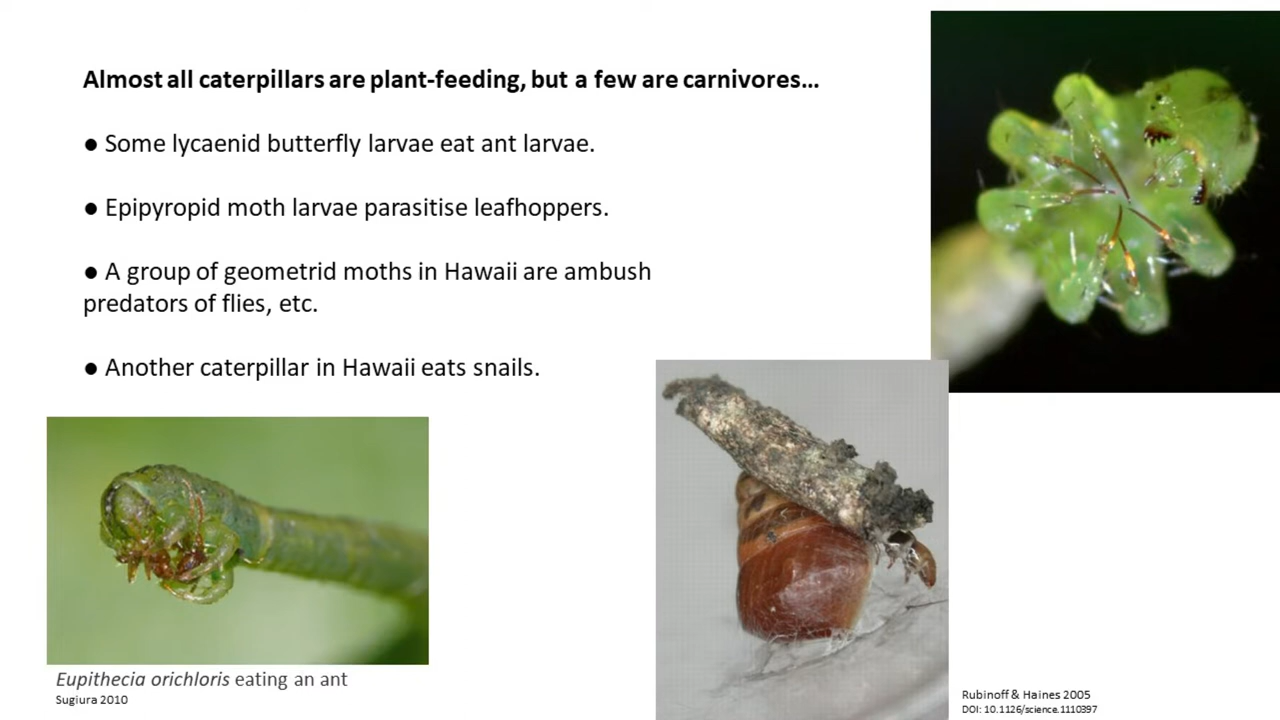 Almost all caterpillars are plant-feeding, but a few are carnivores...
● Some lycaenid butterfly larvae eat ant larvae.
● Epipyropid moth larvae parasitise leafhoppers.
● A group of geometrid moths in Hawaii are ambush
predators of flies, etc.
● Another caterpillar in Hawaii eats snails.
Eupithecia orichloris eating an ant
Sugiura 2010
Rubinoff & Haines 2005
DOI: 10.1126/science.1110397